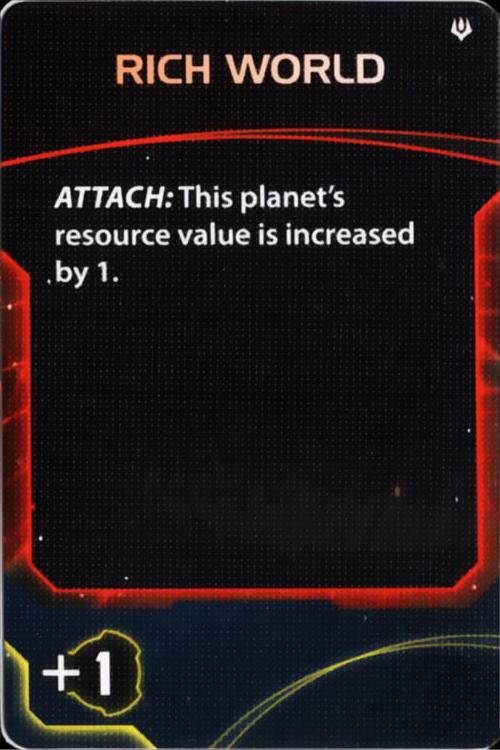 RICH WORLD
ATTACH: This planet's
resource value is increased
by 1.
+1